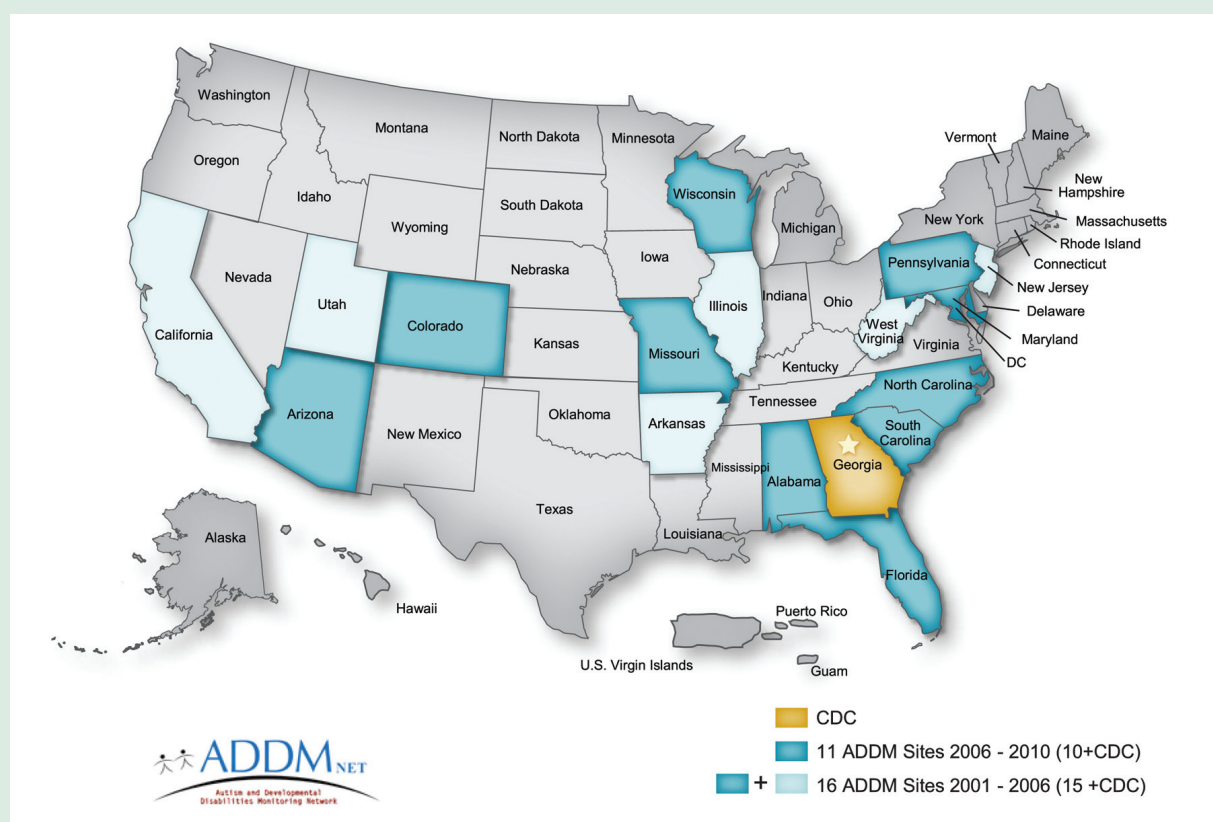 Washington
Montana
North Dakota
Minnesota
Vermont
Maine
Oregon
Idaho
Wisconsin
New
Hampshire
South Dakota
Wyoming
Michigan
New York
Massachusetts
Rhode Island
Connecticut
Iowa
Pennsylvania
Nebraska
Nevada
Utah
Illinois
Indiana
Ohio
New Jersey
Delaware
Colorado
California
Kansas
Missouri
West
Virginia
Virginia
Maryland
DC
Kentucky
North Carolina
Tennessee
Arizona
New Mexico
Oklahoma
Arkansas
South
Carolina
Mississippi
Alabama
Georgia
Texas
Louisiana
Alaska
Florida
Hawaii
Puerto Rico
U.S. Virgin Islands
Guam
CDC
11 ADDM Sites 2006 - 2010 (10+CDC)
+ 16 ADDM Sites 2001 - 2006 (15 +CDC)
ADDM NET
Autism and Developmental
Disabilities Monitoring Network